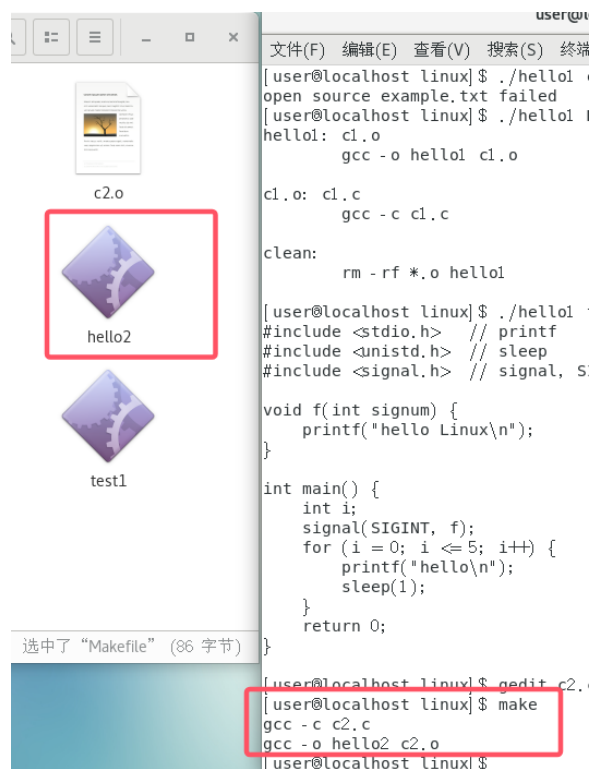 c2.o
hello2
test1
选中了 “Makefile” (86 字节)
user@l
文件(F) 编辑(E) 查看(V) 搜索(S) 终端
[user@localhost linux]$ ./hello1
open source example.txt failed
[user@localhost linux]$ ./hello1
hello1: c1.o
gcc -o hello1 c1.o
c1.o: c1.c
gcc -c c1.c
clean:
rm -rf *.o hello1
[user@localhost linux]$ ./hello1
#include <stdio.h> // printf
#include <unistd.h> // sleep
#include <signal.h> // signal, SI
void f(int signum) {
printf("hello Linux\n");
}
int main() {
int i;
signal(SIGINT, f);
for (i = 0; i <= 5; i++) {
printf("hello\n");
sleep(1);
}
return 0;
}
[user@localhost linux]$ gedit c2.c
[user@localhost linux]$ make
gcc -c c2.c
gcc -o hello2 c2.o
[user@localhost linux]$